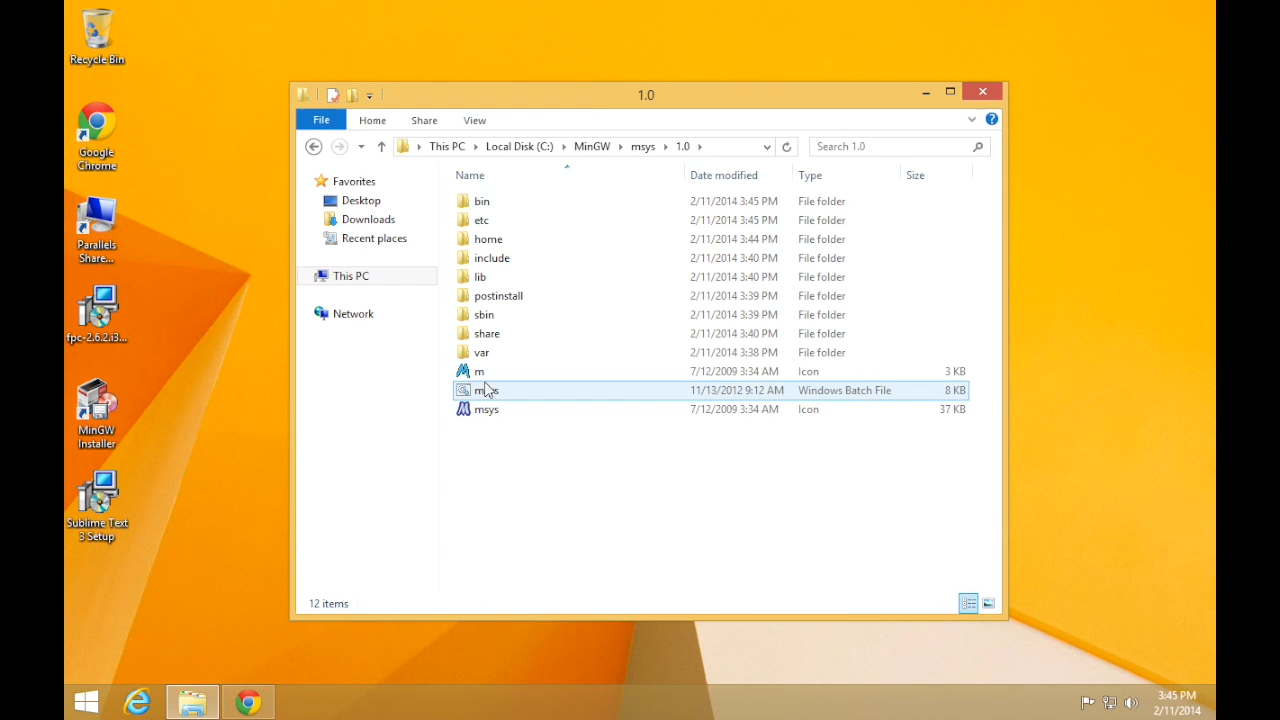 Recycle Bin
Google
Chrome
Parallels
Share...
fpc-2.6.2.i3...
MinGW
Installer
Sublime Text
3 Setup
1.0
File Home Share View
This PC Local Disk (C:) MinGW msys 1.0
Search 1.0
Favorites
Desktop
Downloads
Recent places
This PC
Network
Name Date modified Type Size
bin 2/11/2014 3:45 PM File folder
etc 2/11/2014 3:45 PM File folder
home 2/11/2014 3:44 PM File folder
include 2/11/2014 3:40 PM File folder
lib 2/11/2014 3:40 PM File folder
postinstall 2/11/2014 3:39 PM File folder
sbin 2/11/2014 3:39 PM File folder
share 2/11/2014 3:40 PM File folder
var 2/11/2014 3:38 PM File folder
m 7/12/2009 3:34 AM Icon 3 KB
msys 11/13/2012 9:12 AM Windows Batch File 8 KB
msys 7/12/2009 3:34 AM Icon 37 KB
12 items
3:45 PM
2/11/2014